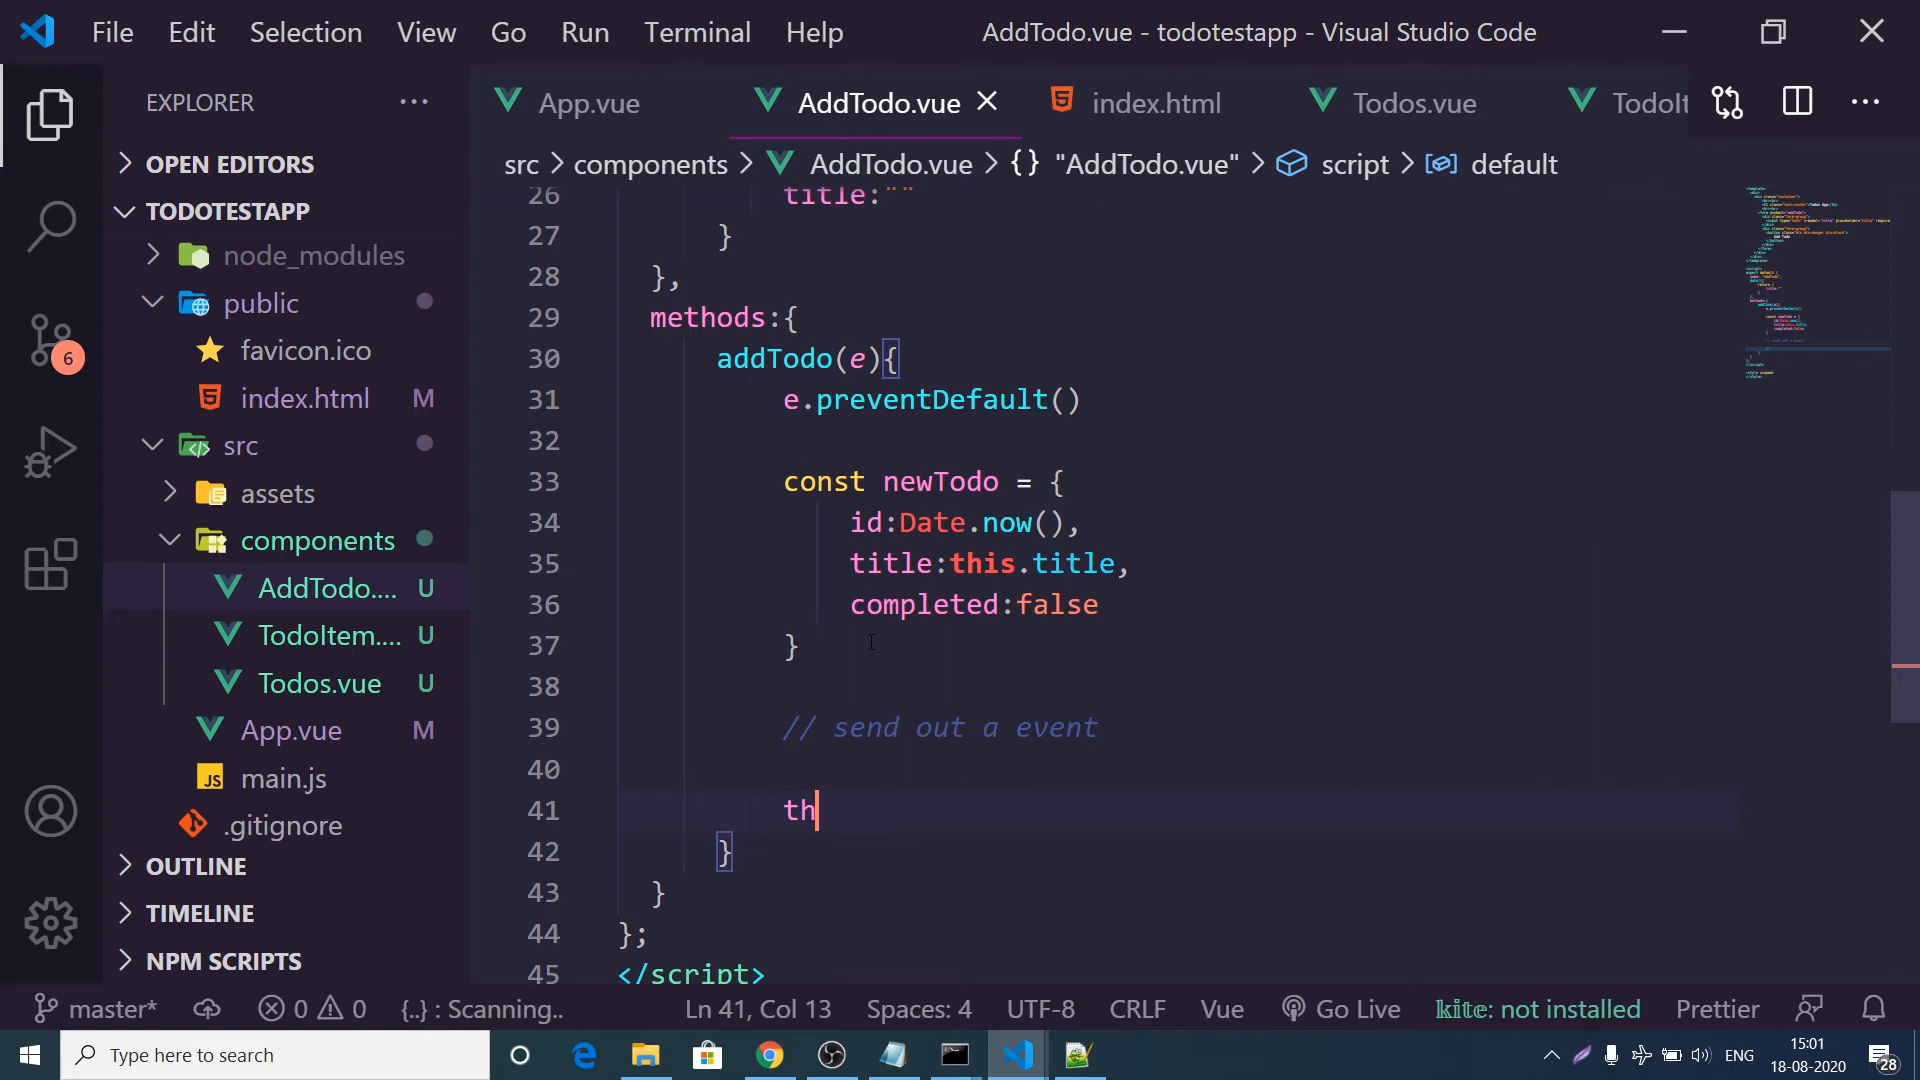 File Edit Selection View Go Run Terminal Help AddTodo.vue - todotestapp - Visual Studio Code
EXPLORER
OPEN EDITORS
TODOTESTAPP
node_modules
public
favicon.ico
index.html M
src
assets
components
AddTodo.... U
TodoItem.... U
Todos.vue U
App.vue M
main.js
.gitignore
OUTLINE
TIMELINE
NPM SCRIPTS
6
App.vue AddTodo.vue index.html Todos.vue TodoIt
src > components > AddTodo.vue > {} "AddTodo.vue" > script > default
26 title:""
27 }
28 },
29 methods:{
30 addTodo(e){
31 e.preventDefault()
32
33 const newTodo = {
34 id:Date.now(),
35 title:this.title,
36 completed:false
37 }
38
39 // send out a event
40
41 th
42 }
43 }
44 };
45 </script>
master* 0 0 {..} : Scanning.. Ln 41, Col 13 Spaces: 4 UTF-8 CRLF Vue Go Live kite: not installed Prettier
Type here to search
ENG
15:01
18-08-2020
28